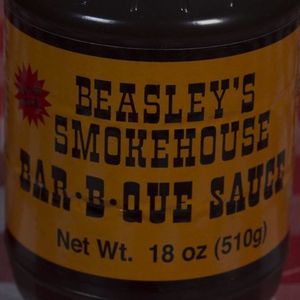 BEASLEY'S
SMOKEHOUSE
BAR·B·QUE SAUCE
Net Wt. 18 oz (510g)